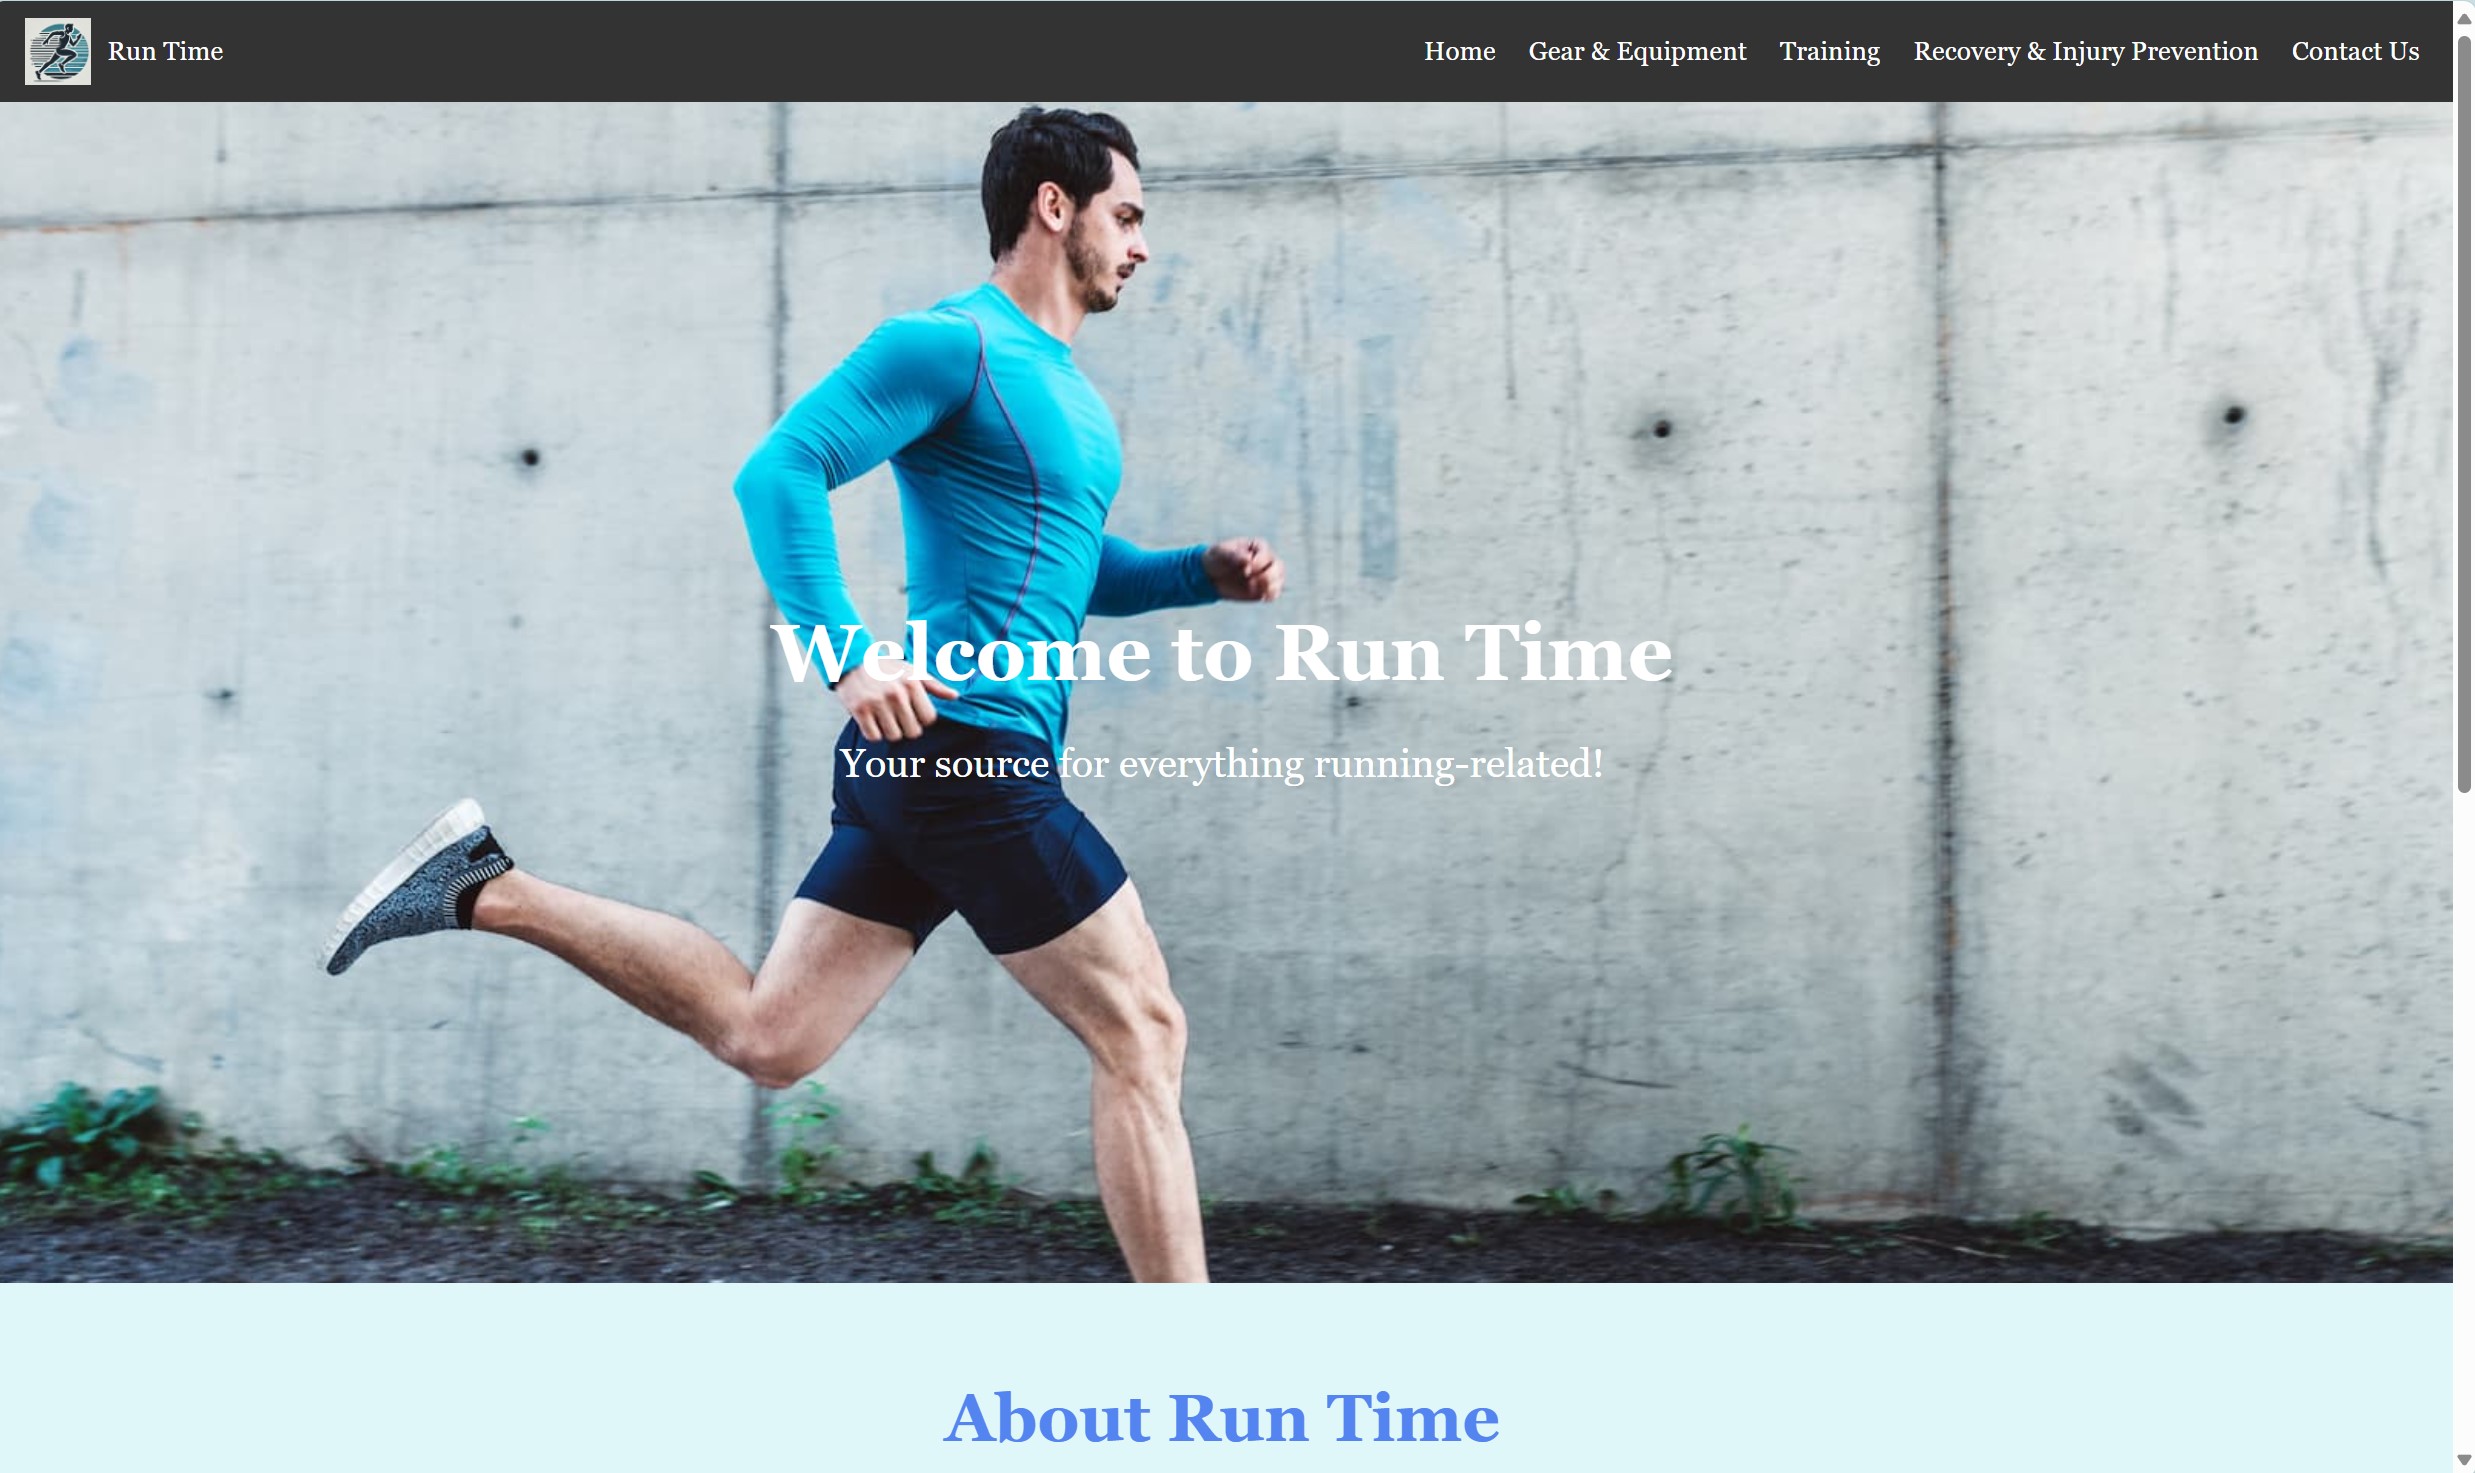 Run Time
Home Gear & Equipment Training Recovery & Injury Prevention Contact Us
Welcome to Run Time
Your source for everything running-related!
About Run Time